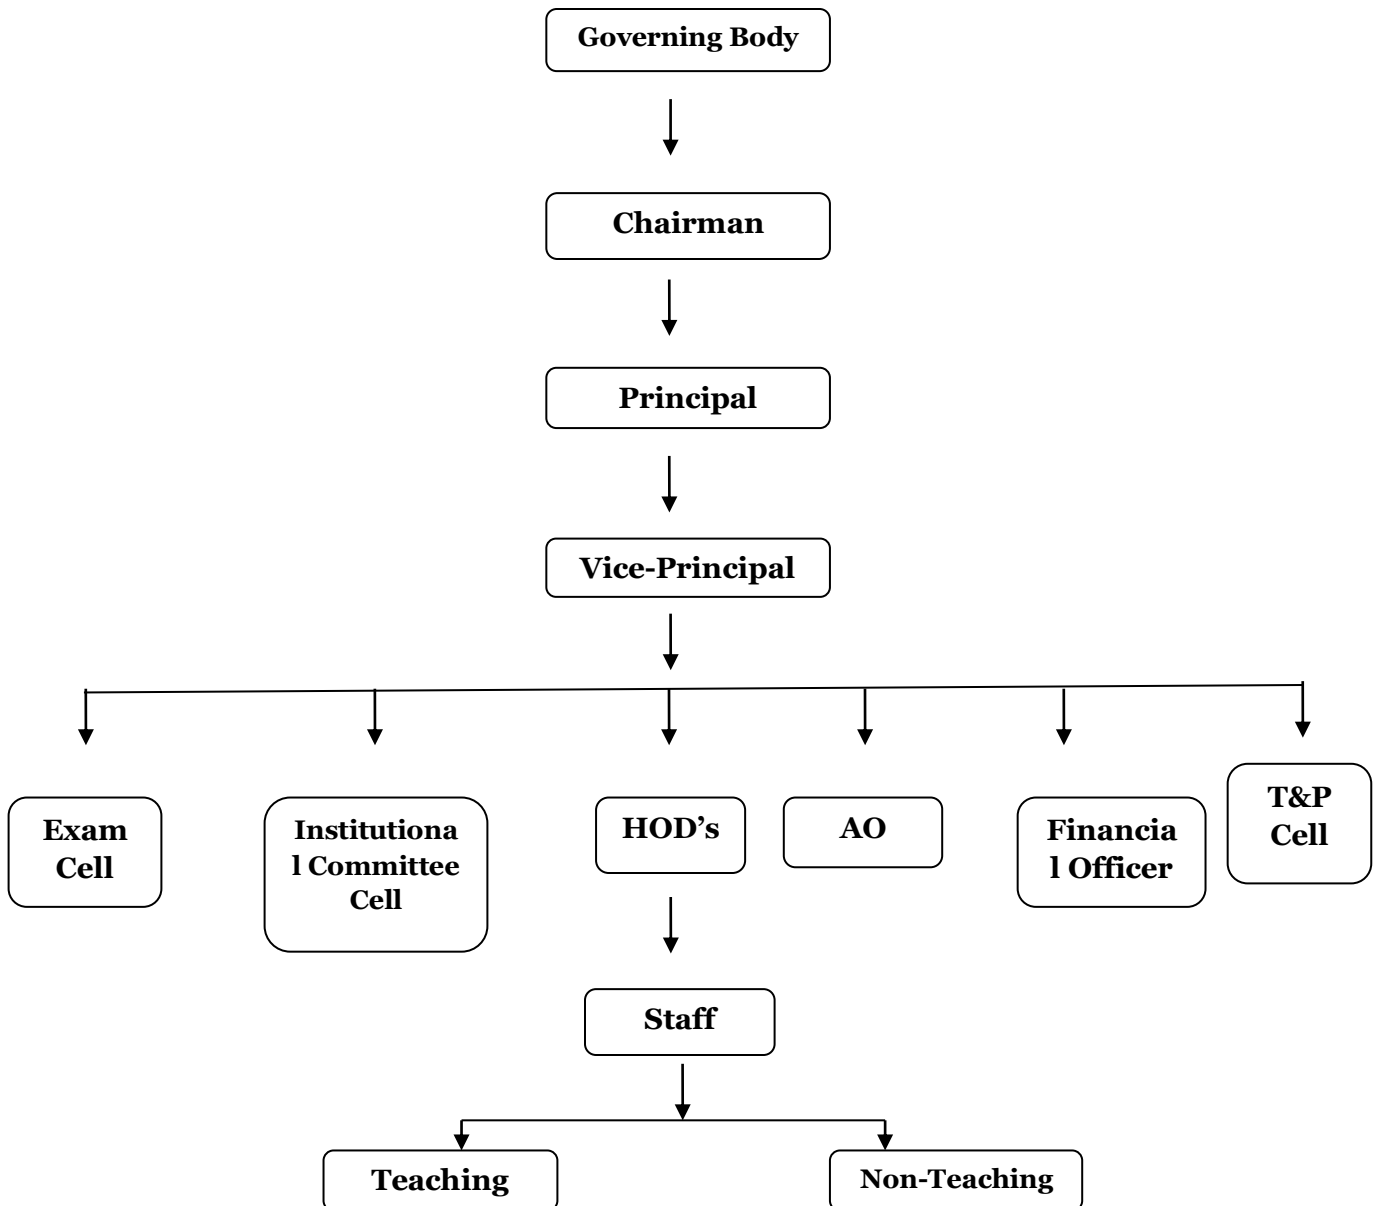 Governing Body
Chairman
Principal
Vice-Principal
Exam
Cell
Institutiona
l Committee
Cell
HOD’s
AO
Financia
l Officer
T&P
Cell
Staff
Teaching
Non-Teaching